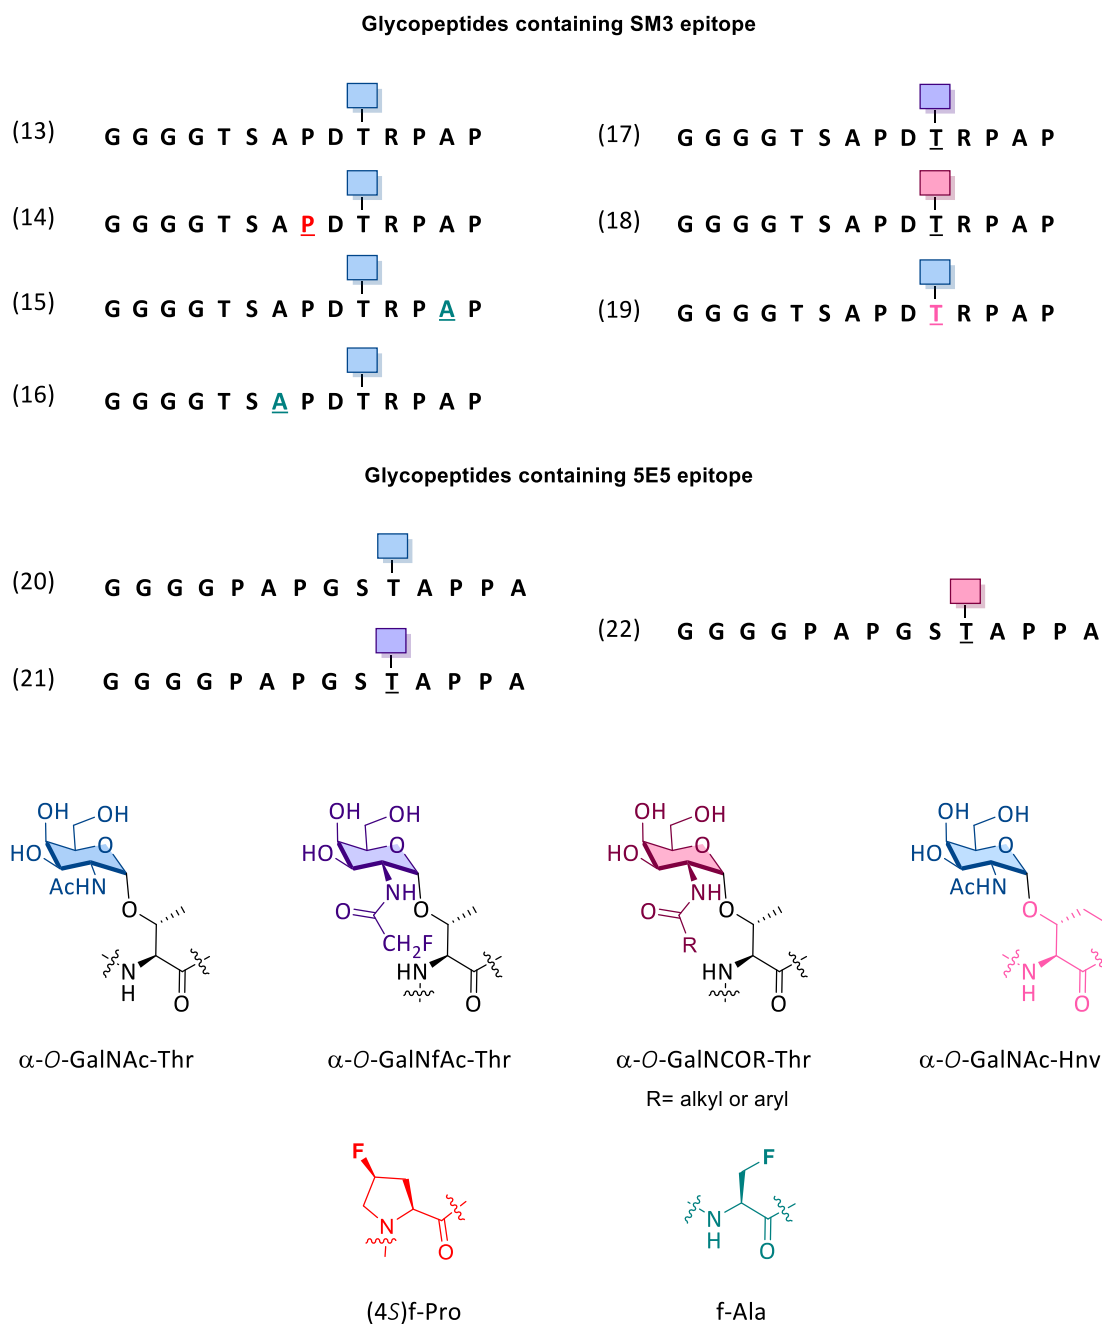 Glycopeptides containing SM3 epitope
(13) G G G G T S A P D T R P A P
(17) G G G G T S A P D T R P A P
(14) G G G G T S A P D T R P A P
(18) G G G G T S A P D T R P A P
(15) G G G G T S A P D T R P A P
(19) G G G G T S A P D T R P A P
(16) G G G G T S A P D T R P A P
Glycopeptides containing 5E5 epitope
(20) G G G G P A P G S T A P P A
(22) G G G G P A P G S T A P P A
(21) G G G G P A P G S T A P P A
OH OH O HO AcHN O N H O
OH OH O HO NH O O CH2F HN O
OH OH O HO NH O O R HN O
OH OH O HO AcHN O N H O
α-O-GalNAc-Thr
α-O-GalNfAc-Thr
α-O-GalNCOR-Thr
α-O-GalNAc-Hnv
R= alkyl or aryl
F N O
F N H O
(4S)f-Pro
f-Ala